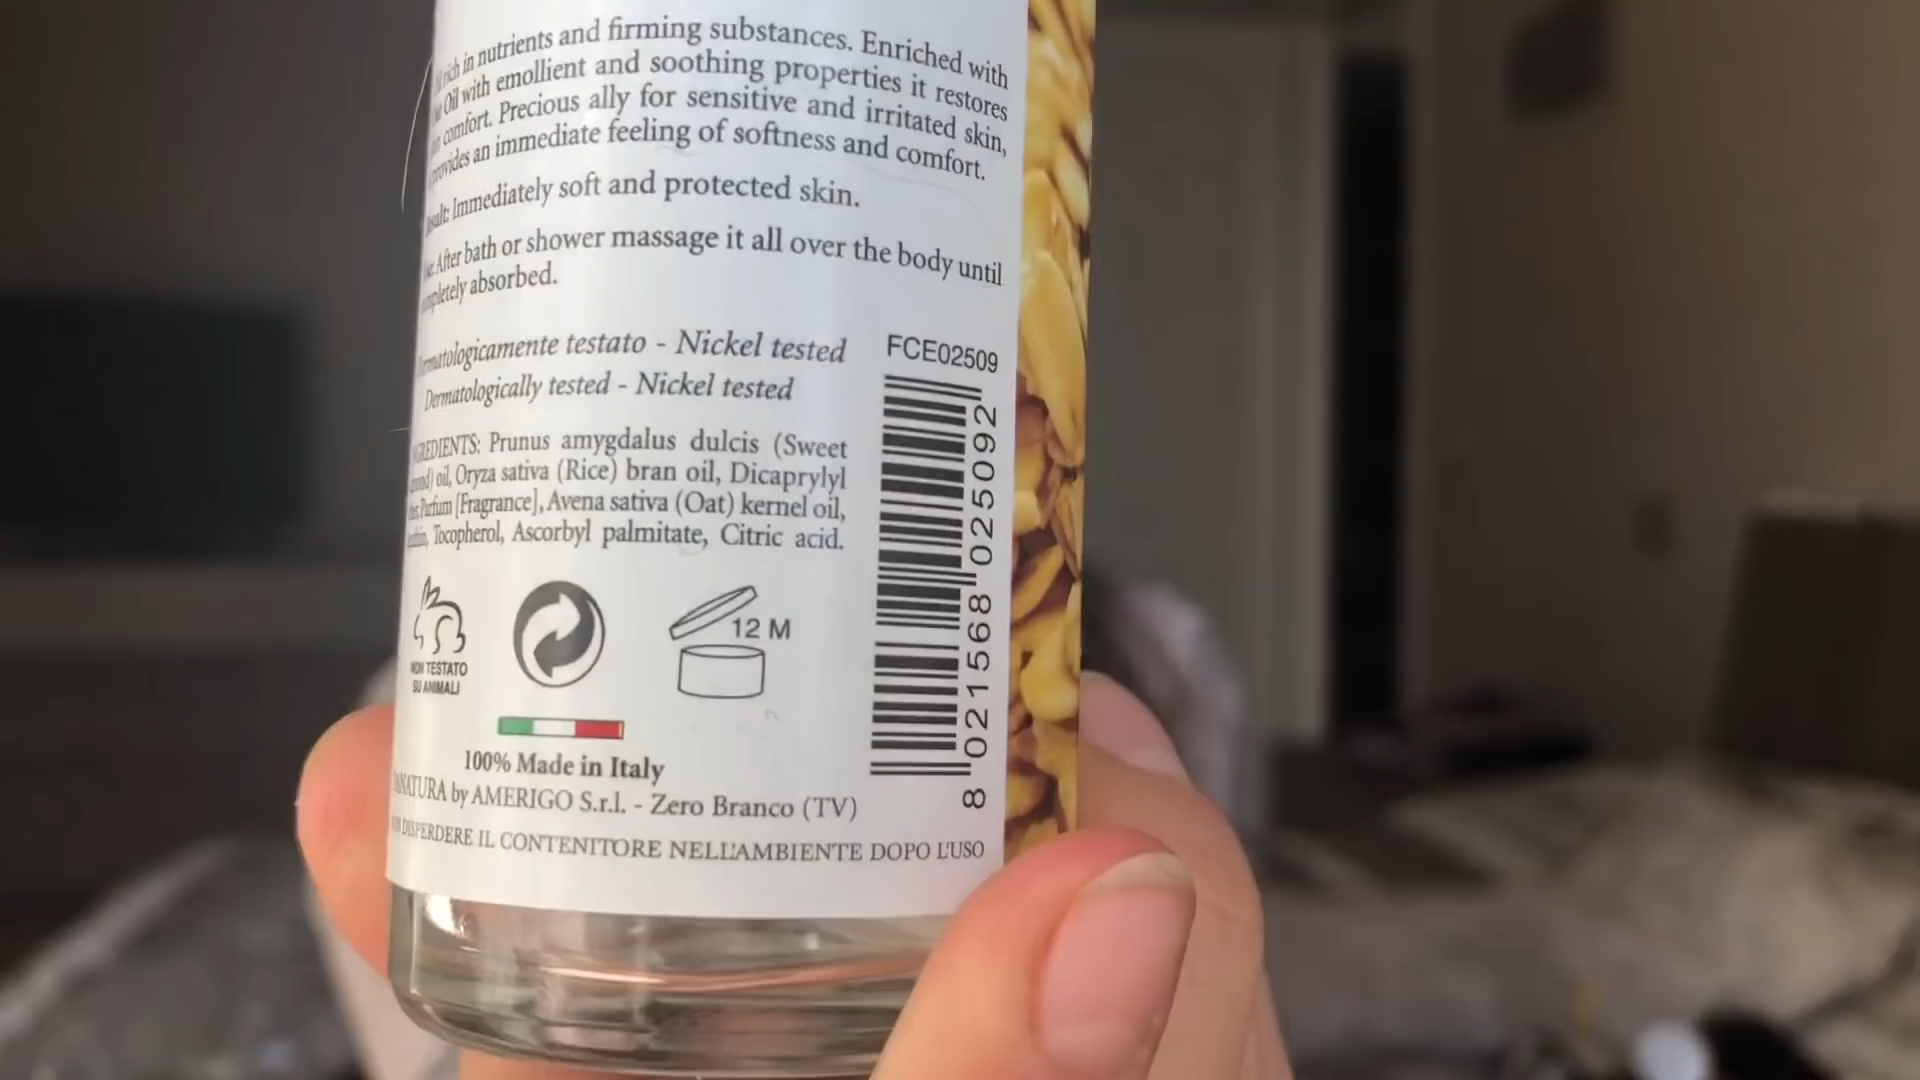 rich in nutrients and firming substances. Enriched with
Oil with emollient and soothing properties it restores
comfort. Precious ally for sensitive and irritated skin,
provides an immediate feeling of softness and comfort.
Immediately soft and protected skin.
After bath or shower massage it all over the body until
absorbed.
testato - Nickel tested
Dermatologically tested - Nickel tested
FCE02509
Prunus amygdalus dulcis (Sweet
oil, Oryza sativa (Rice) bran oil, Dicaprylyl
Parfum [Fragrance], Avena sativa (Oat) kernel oil,
Tocopherol, Ascorbyl palmitate, Citric acid.
8 021568 025092
NON TESTATO
SU ANIMALI
12 M
100% Made in Italy
by AMERIGO S.r.l. - Zero Branco (TV)
DISPERDERE IL CONTENITORE NELL'AMBIENTE DOPO L'USO